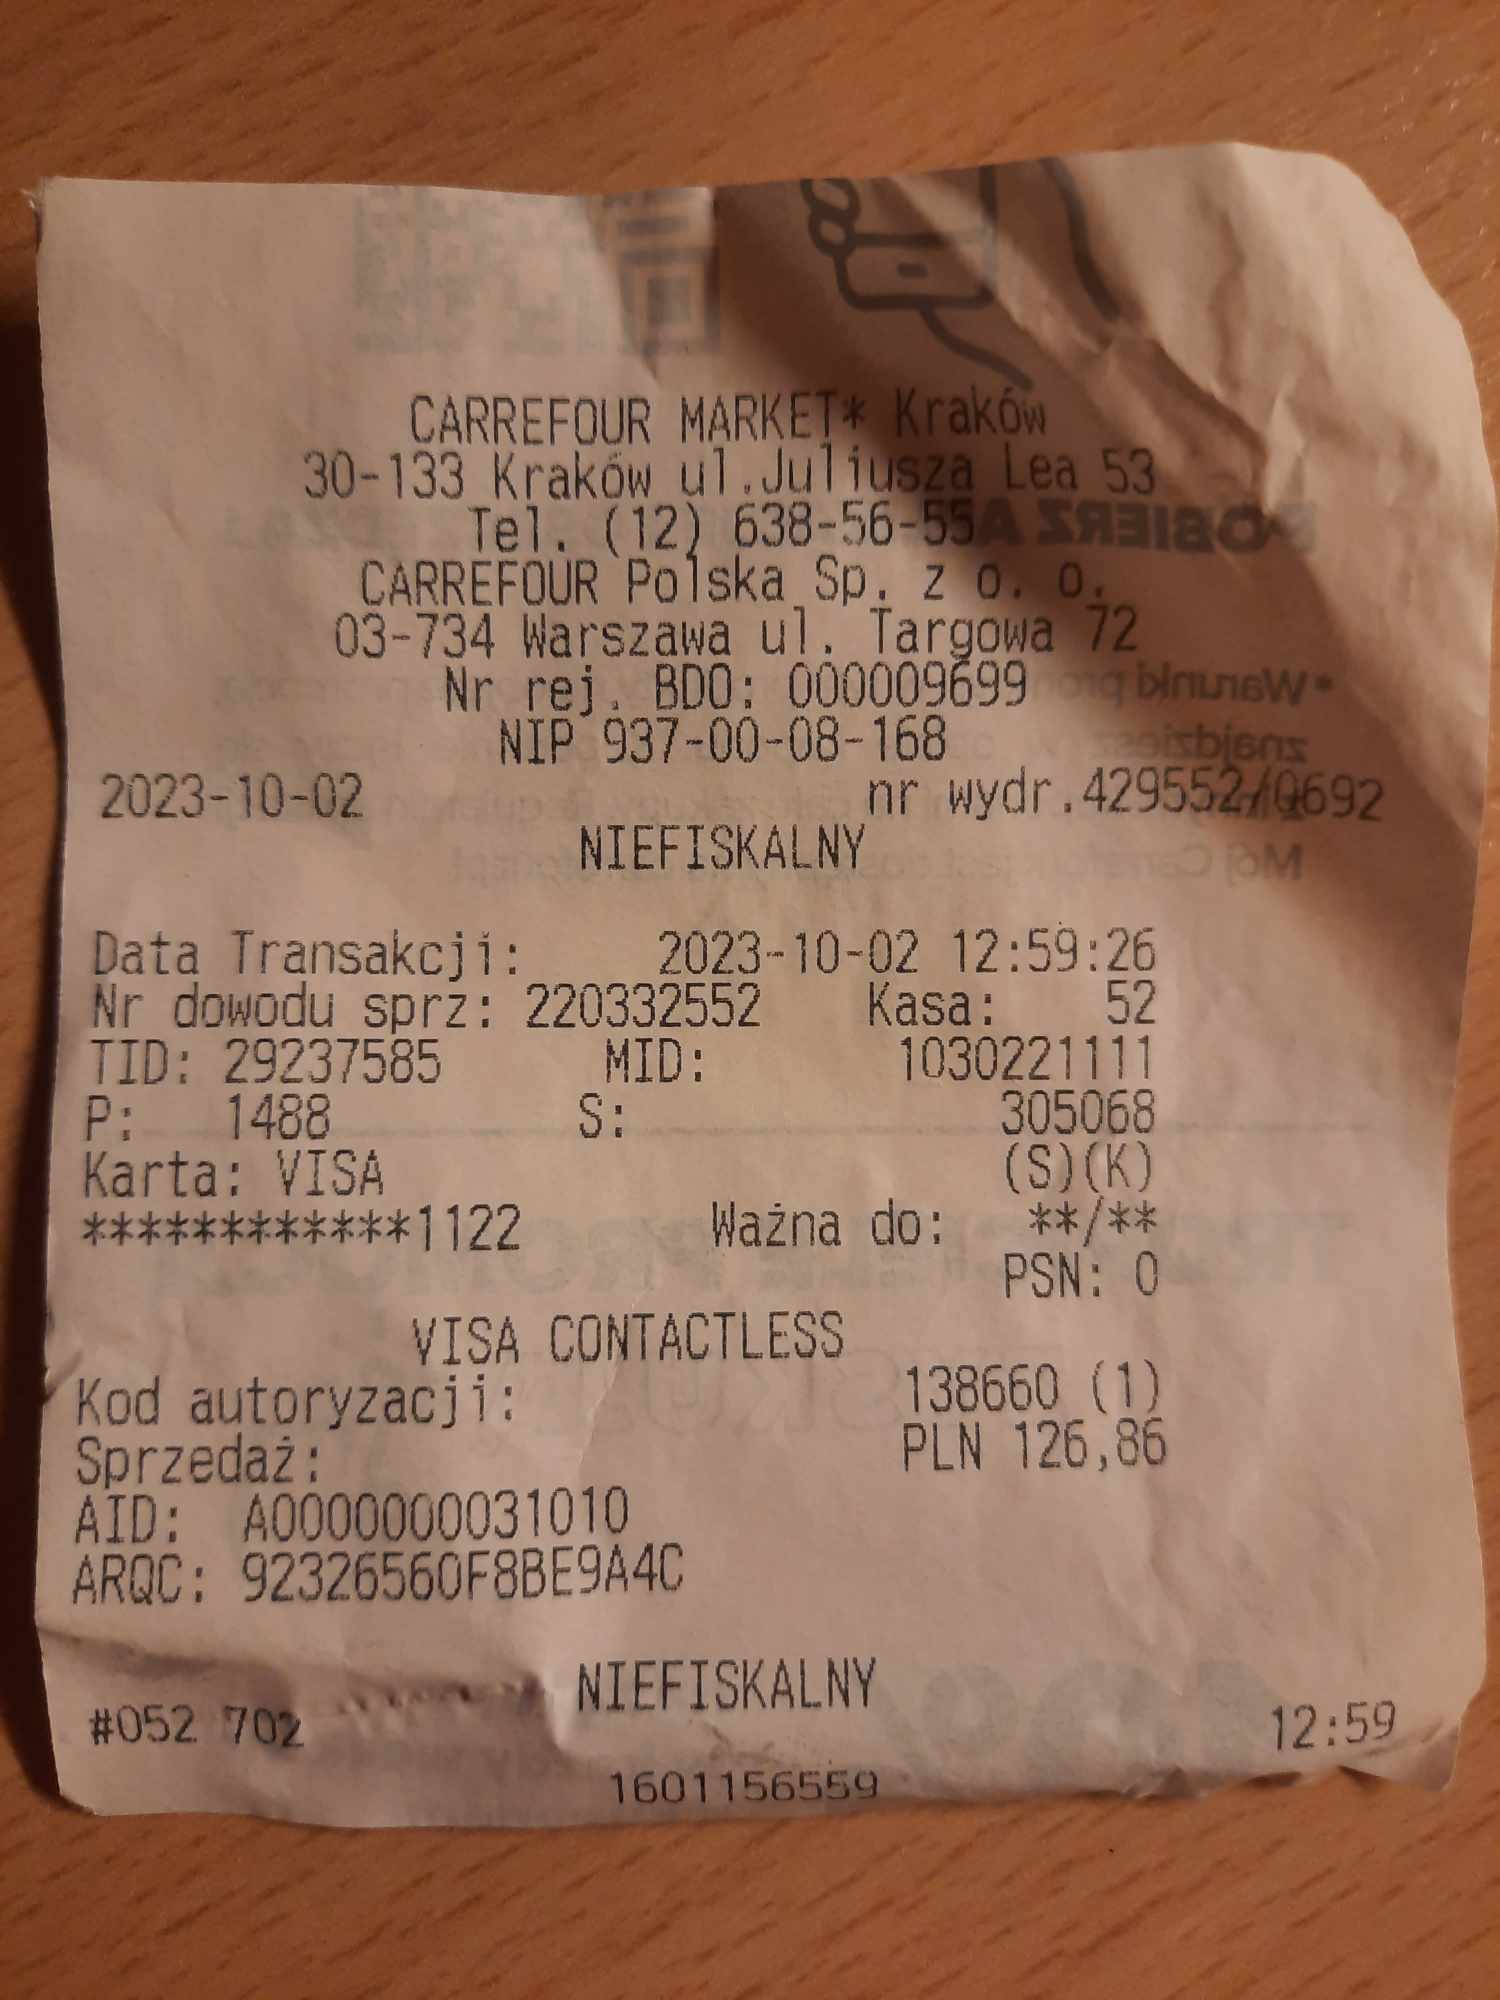 CARREFOUR MARKET* Kraków
30-133 Kraków ul.Juliusza Lea 53
Tel. (12) 638-56-55
CARREFOUR Polska Sp. z o. o.
03-734 Warszawa ul. Targowa 72
Nr rej. BDO: 000009699
NIP 937-00-08-168
2023-10-02 nr wydr.429552/0692
NIEFISKALNY
Data Transakcji: 2023-10-02 12:59:26
Nr dowodu sprz: 220332552 Kasa: 52
TID: 29237585 MID: 1030221111
P: 1488 S: 305068
Karta: VISA (S)(K)
************1122 Ważna do: **/**
PSN: 0
VISA CONTACTLESS
Kod autoryzacji: 138660 (1)
Sprzedaż: PLN 126,86
AID: A0000000031010
ARQC: 92326560F8BE9A4C
NIEFISKALNY
#052 702 12:59
1601156559